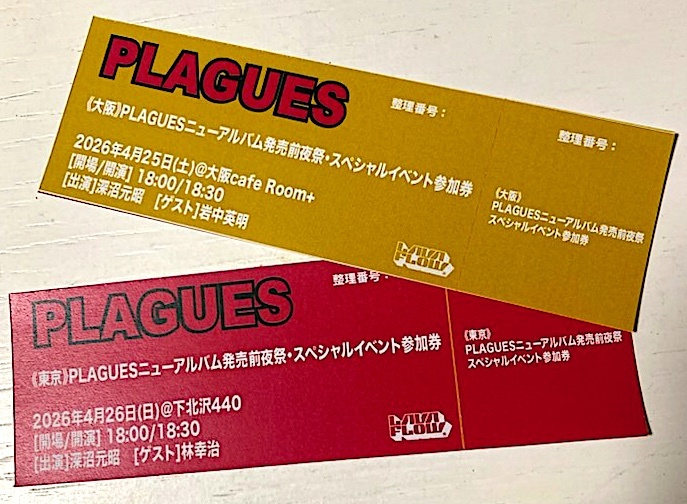 PLAGUES
整理番号：
《大阪》PLAGUESニューアルバム発売前夜祭・スペシャルイベント参加券
2026年4月25日(土)@大阪cafe Room+
[開場/開演] 18:00/18:30
[出演]深沼元昭　[ゲスト]岩中英明
LAVA FLOW
整理番号：
《大阪》
PLAGUESニューアルバム発売前夜祭
スペシャルイベント参加券
PLAGUES
整理番号：
《東京》PLAGUESニューアルバム発売前夜祭・スペシャルイベント参加券
2026年4月26日(日)@下北沢440
[開場/開演] 18:00/18:30
[出演]深沼元昭　[ゲスト]林幸治
LAVA FLOW
《東京》
PLAGUESニューアルバム発売前夜祭
スペシャルイベント参加券